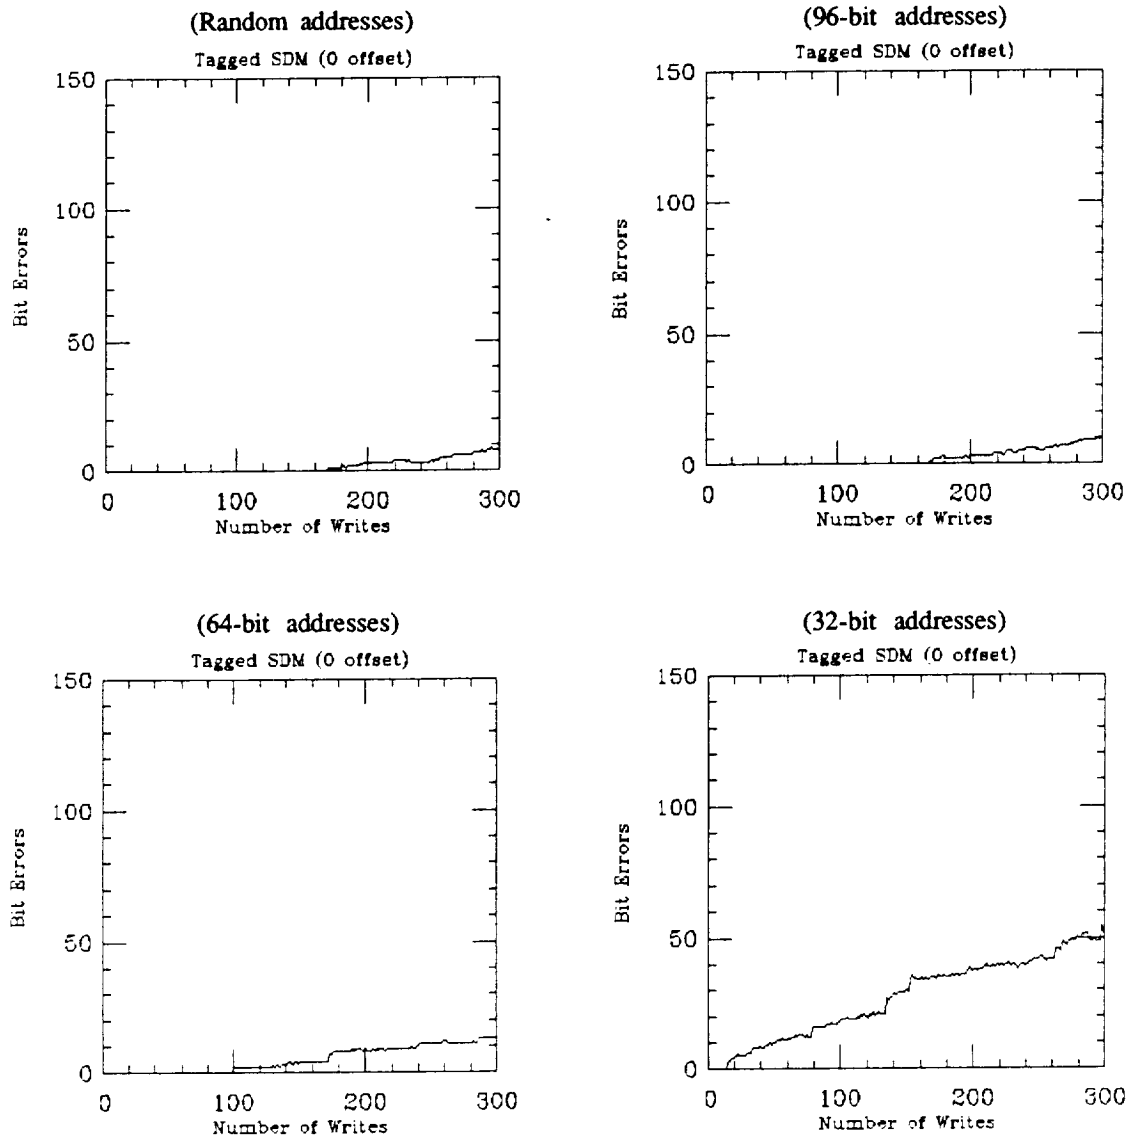 (Random addresses)
Tagged SDM (0 offset)
150
100
50
0
Bit Errors
0 100 200 300
Number of Writes
(96-bit addresses)
Tagged SDM (0 offset)
150
100
50
0
Bit Errors
0 100 200 300
Number of Writes
(64-bit addresses)
Tagged SDM (0 offset)
150
100
50
0
Bit Errors
0 100 200 300
Number of Writes
(32-bit addresses)
Tagged SDM (0 offset)
150
100
50
0
Bit Errors
0 100 200 300
Number of Writes